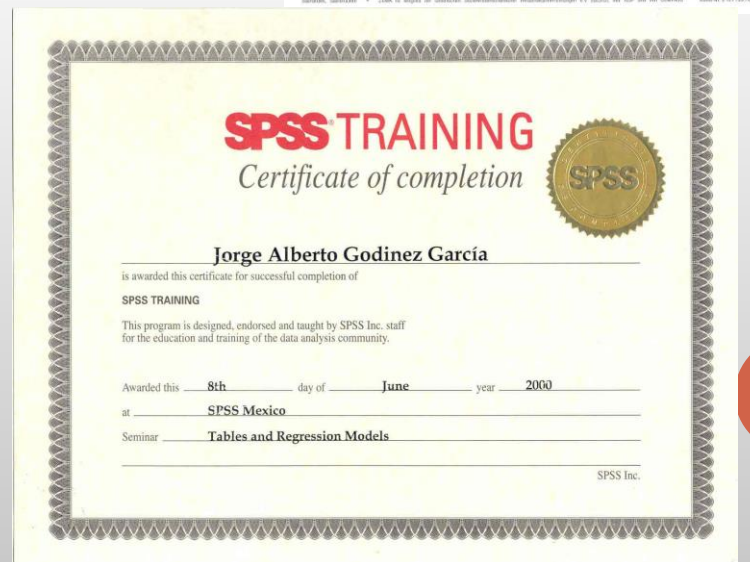 SPSS TRAINING
Certificate of completion
SPSS
Jorge Alberto Godinez García
is awarded this certificate for successful completion of
SPSS TRAINING
This program is designed, endorsed and taught by SPSS Inc. staff
for the education and training of the data analysis community.
Awarded this 8th day of June year 2000
at SPSS Mexico
Seminar Tables and Regression Models
SPSS Inc.